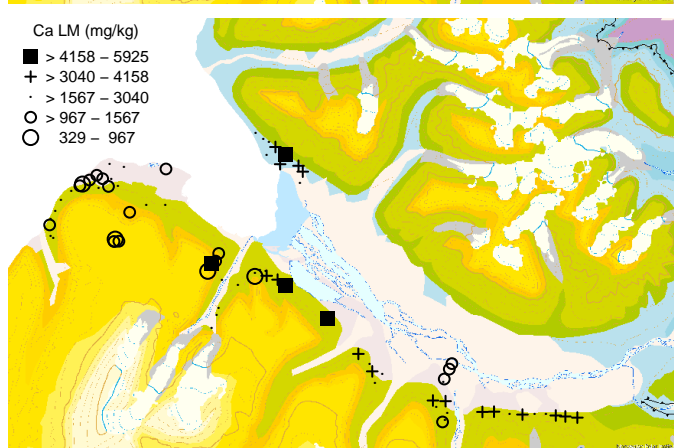 Ca LM (mg/kg)
> 4158 – 5925
> 3040 – 4158
> 1567 – 3040
> 967 – 1567
329 – 967